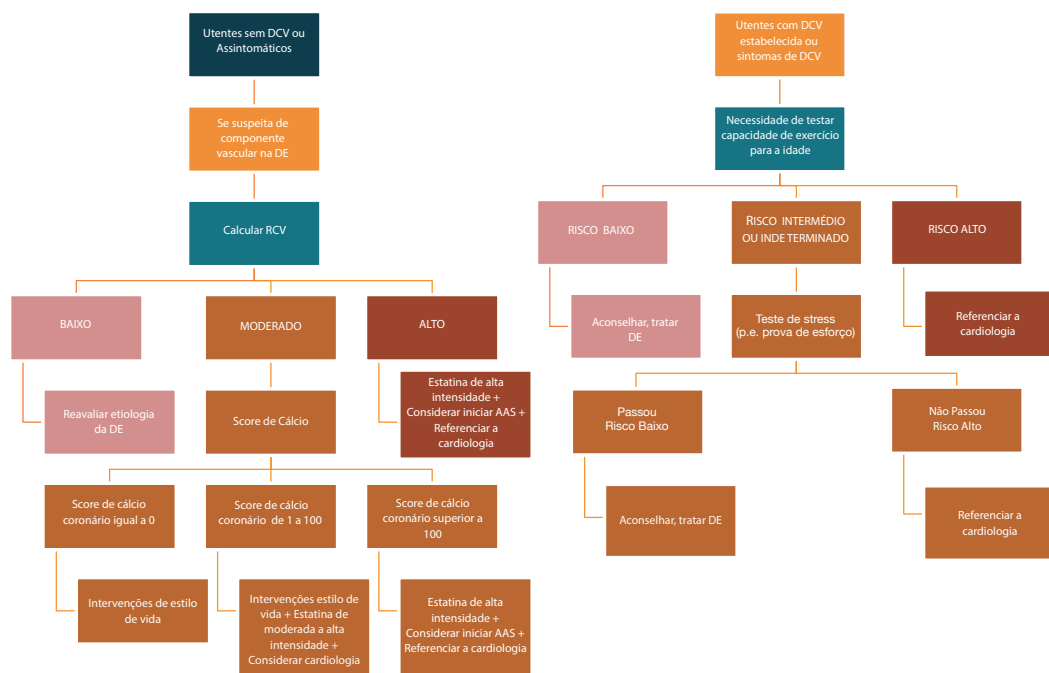 Utentes sem DCV ou
Assintomáticos
Se suspeita de
componente
vascular na DE
Calcular RCV
BAIXO
MODERADO
ALTO
Reavaliar etiologia
da DE
Score de Cálcio
Estatina de alta
intensidade +
Considerar iniciar AAS +
Referenciar a
cardiologia
Score de cálcio
coronário igual a 0
Score de cálcio
coronário de 1 a 100
Score de cálcio
coronário superior a
100
Intervenções de estilo
de vida
Intervenções estilo de
vida + Estatina de
moderada a alta
intensidade +
Considerar cardiologia
Estatina de alta
intensidade +
Considerar iniciar AAS +
Referenciar a cardiologia
Utentes com DCV
estabelecida ou
sintomas de DCV
Necessidade de testar
capacidade de exercício
para a idade
RISCO BAIXO
RISCO INTERMÉDIO
OU INDETERMINADO
RISCO ALTO
Aconselhar, tratar
DE
Teste de stress
(p.e. prova de esforço)
Referenciar a
cardiologia
Passou
Risco Baixo
Não Passou
Risco Alto
Aconselhar, tratar DE
Referenciar a
cardiologia